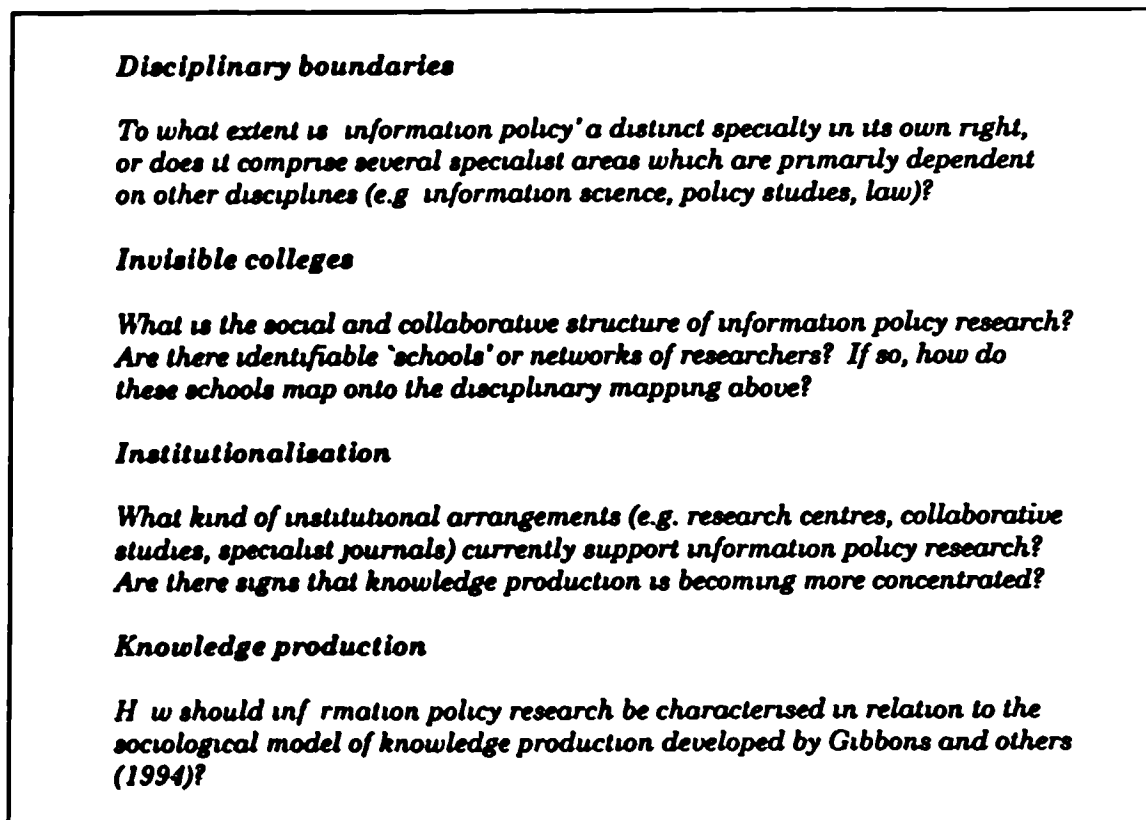 Disciplinary boundaries
To what extent is information policy' a distinct specialty in its own right,
or does it comprise several specialist areas which are primarily dependent
on other disciplines (e.g information science, policy studies, law)?
Invisible colleges
What is the social and collaborative structure of information policy research?
Are there identifiable `schools' or networks of researchers? If so, how do
these schools map onto the disciplinary mapping above?
Institutionalisation
What kind of institutional arrangements (e.g. research centres, collaborative
studies, specialist journals) currently support information policy research?
Are there signs that knowledge production is becoming more concentrated?
Knowledge production
H w should inf rmation policy research be characterised in relation to the
sociological model of knowledge production developed by Gibbons and others
(1994)?